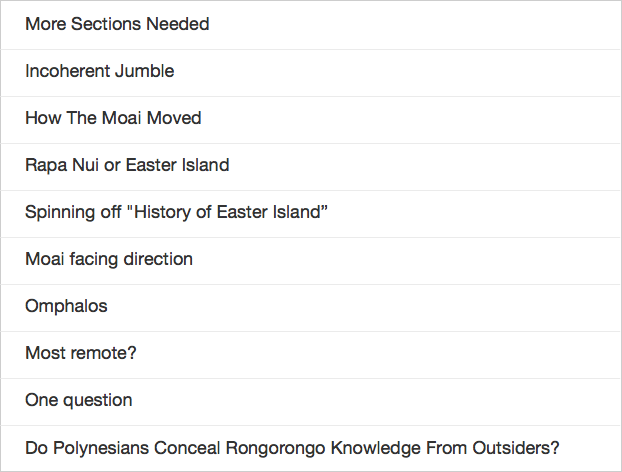 More Sections Needed
Incoherent Jumble
How The Moai Moved
Rapa Nui or Easter Island
Spinning off "History of Easter Island”
Moai facing direction
Omphalos
Most remote?
One question
Do Polynesians Conceal Rongorongo Knowledge From Outsiders?